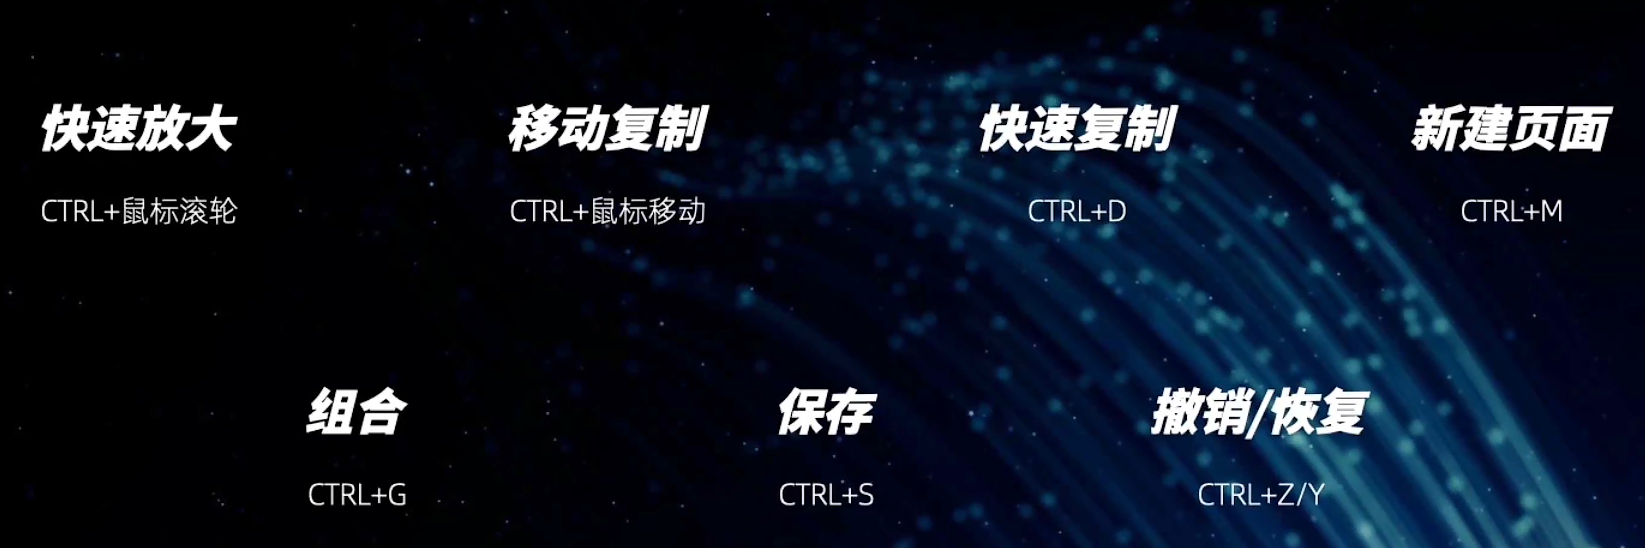 快速放大
CTRL+鼠标滚轮
移动复制
CTRL+鼠标移动
快速复制
CTRL+D
新建页面
CTRL+M
组合
CTRL+G
保存
CTRL+S
撤销/恢复
CTRL+Z/Y